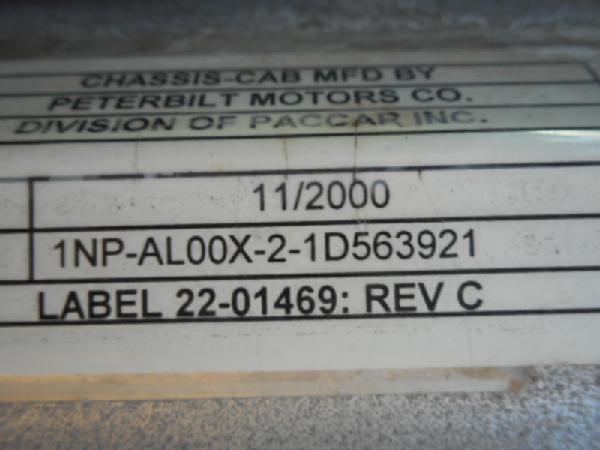 CHASSIS-CAB MFD BY
PETERBILT MOTORS CO.
DIVISION OF PACCAR INC.
11/2000
1NP-AL00X-2-1D563921
LABEL 22-01469: REV C